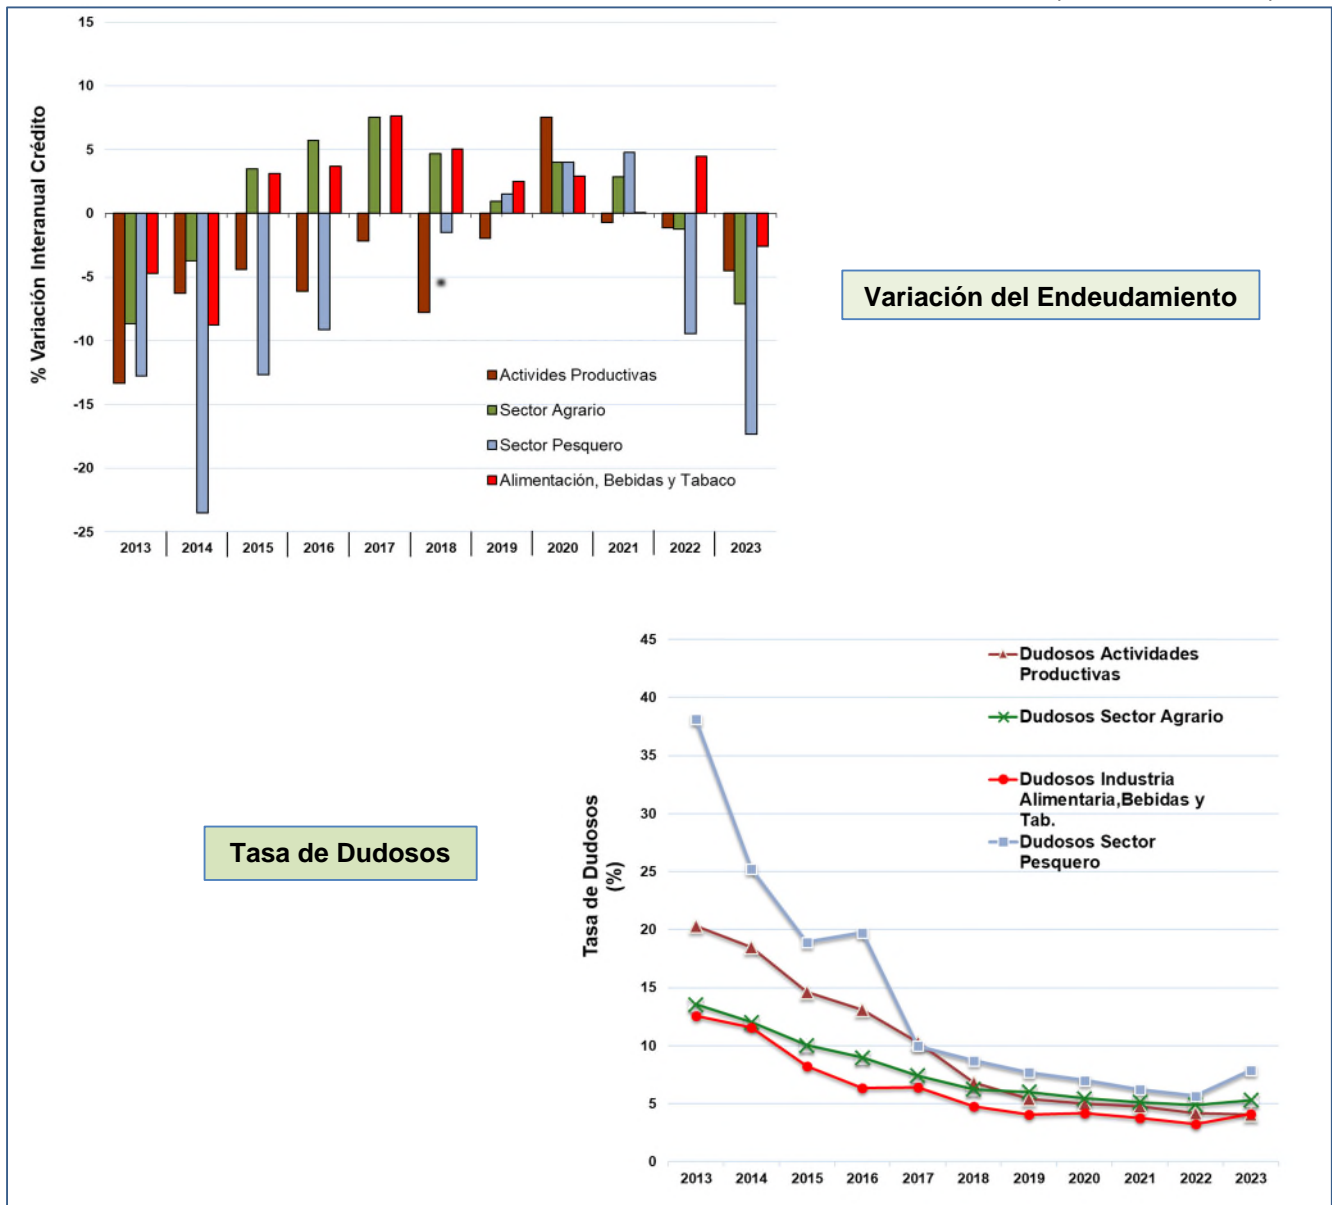 % Variación Interanual Crédito
15
10
5
0
-5
-10
-15
-20
-25
2013 2014 2015 2016 2017 2018 2019 2020 2021 2022 2023
Activides Productivas
Sector Agrario
Sector Pesquero
Alimentación, Bebidas y Tabaco
Variación del Endeudamiento
Tasa de Dudosos
Tasa de Dudosos
(%)
45
40
35
30
25
20
15
10
5
0
2013 2014 2015 2016 2017 2018 2019 2020 2021 2022 2023
Dudosos Actividades
Productivas
Dudosos Sector Agrario
Dudosos Industria
Alimentaria,Bebidas y
Tab.
Dudosos Sector
Pesquero